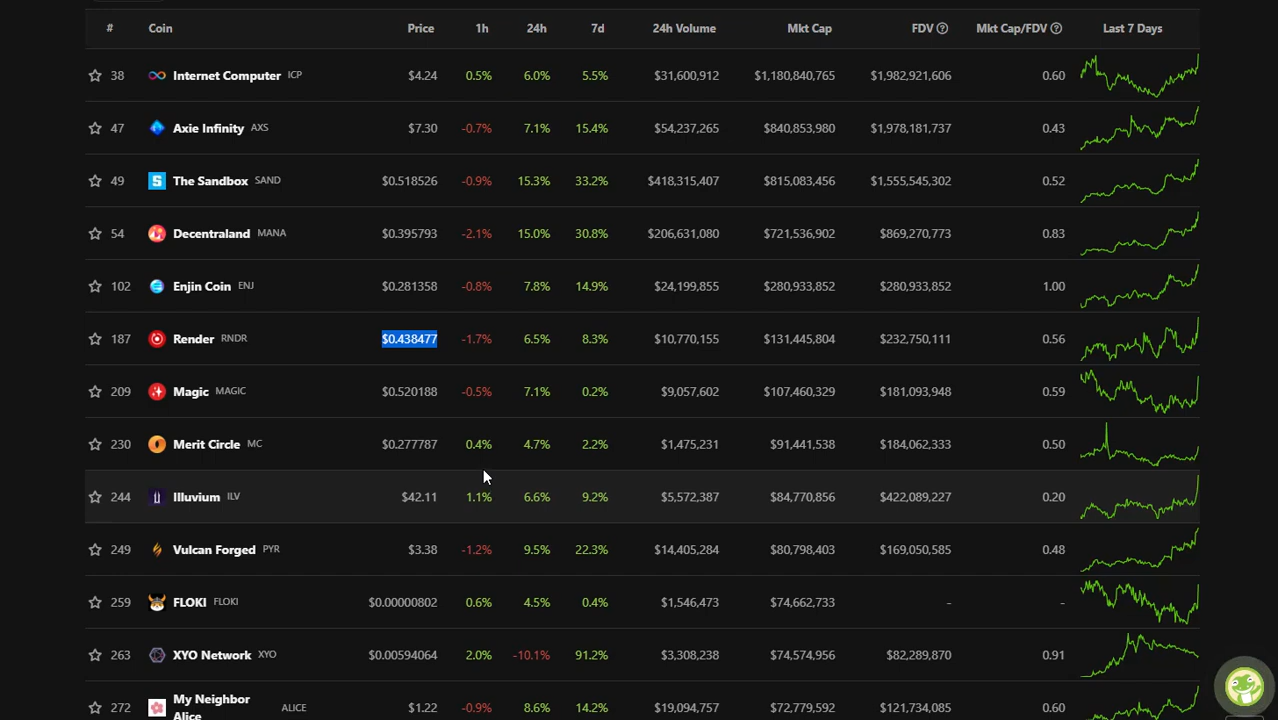 # Coin Price 1h 24h 7d 24h Volume Mkt Cap FDV Mkt Cap/FDV Last 7 Days
38 Internet Computer ICP $4.24 0.5% 6.0% 5.5% $31,600,912 $1,180,840,765 $1,982,921,606 0.60
47 Axie Infinity AXS $7.30 -0.7% 7.1% 15.4% $54,237,265 $840,853,980 $1,978,181,737 0.43
49 The Sandbox SAND $0.518526 -0.9% 15.3% 33.2% $418,315,407 $815,083,456 $1,555,545,302 0.52
54 Decentraland MANA $0.395793 -2.1% 15.0% 30.8% $206,631,080 $721,536,902 $869,270,773 0.83
102 Enjin Coin ENJ $0.281358 -0.8% 7.8% 14.9% $24,199,855 $280,933,852 $280,933,852 1.00
187 Render RNDR $0.438477 -1.7% 6.5% 8.3% $10,770,155 $131,445,804 $232,750,111 0.56
209 Magic MAGIC $0.520188 -0.5% 7.1% 0.2% $9,057,602 $107,460,329 $181,093,948 0.59
230 Merit Circle MC $0.277787 0.4% 4.7% 2.2% $1,475,231 $91,441,538 $184,062,333 0.50
244 Illuvium ILV $42.11 1.1% 6.6% 9.2% $5,572,387 $84,770,856 $422,089,227 0.20
249 Vulcan Forged PYR $3.38 -1.2% 9.5% 22.3% $14,405,284 $80,798,403 $169,050,585 0.48
259 FLOKI FLOKI $0.00000802 0.6% 4.5% 0.4% $1,546,473 $74,662,733 - -
263 XYO Network XYO $0.00594064 2.0% -10.1% 91.2% $3,308,238 $74,574,956 $82,289,870 0.91
272 My Neighbor Alice ALICE $1.22 -0.9% 8.6% 14.2% $19,094,757 $72,779,592 $121,734,085 0.60